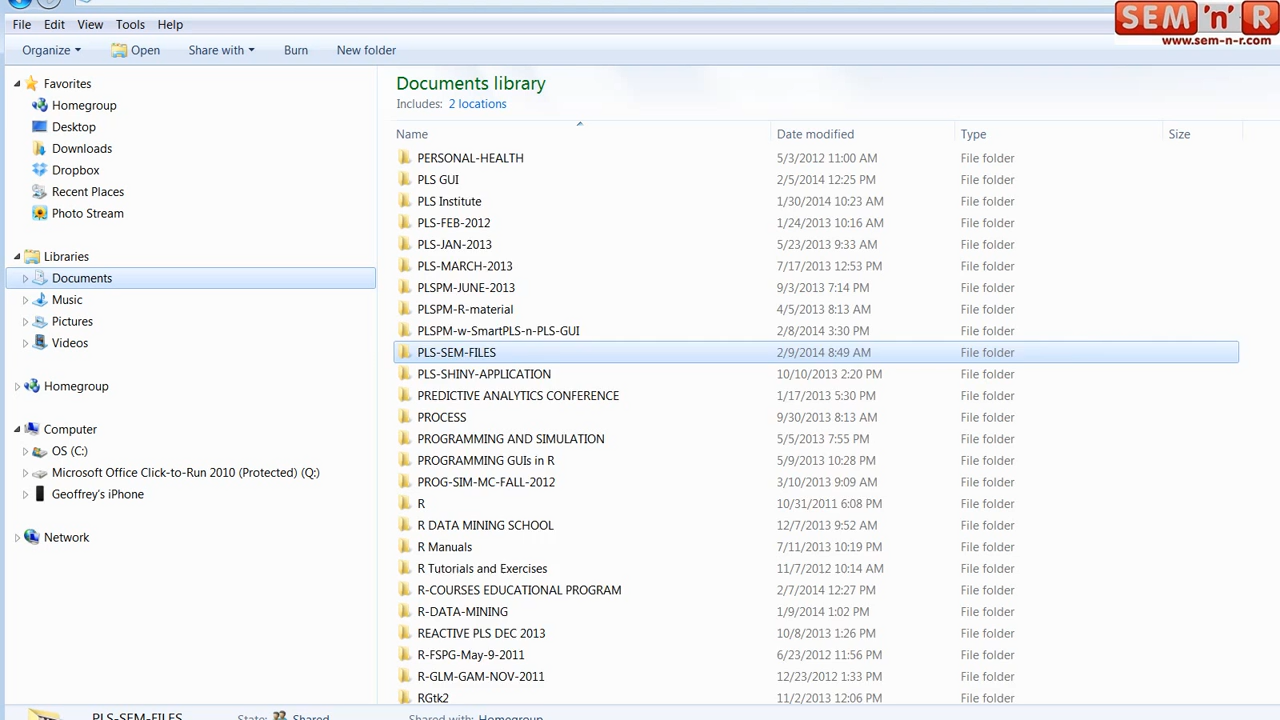 SEM 'n' R
www.sem-n-r.com
File Edit View Tools Help
Organize Open Share with Burn New folder
Favorites
Homegroup
Desktop
Downloads
Dropbox
Recent Places
Photo Stream
Libraries
Documents
Music
Pictures
Videos
Homegroup
Computer
OS (C:)
Microsoft Office Click-to-Run 2010 (Protected) (Q:)
Geoffrey's iPhone
Network
Documents library
Includes: 2 locations
Name Date modified Type Size
PERSONAL-HEALTH 5/3/2012 11:00 AM File folder
PLS GUI 2/5/2014 12:25 PM File folder
PLS Institute 1/30/2014 10:23 AM File folder
PLS-FEB-2012 1/24/2013 10:16 AM File folder
PLS-JAN-2013 5/23/2013 9:33 AM File folder
PLS-MARCH-2013 7/17/2013 12:53 PM File folder
PLSPM-JUNE-2013 9/3/2013 7:14 PM File folder
PLSPM-R-material 4/5/2013 8:13 AM File folder
PLSPM-w-SmartPLS-n-PLS-GUI 2/8/2014 3:30 PM File folder
PLS-SEM-FILES 2/9/2014 8:49 AM File folder
PLS-SHINY-APPLICATION 10/10/2013 2:20 PM File folder
PREDICTIVE ANALYTICS CONFERENCE 1/17/2013 5:30 PM File folder
PROCESS 9/30/2013 8:13 AM File folder
PROGRAMMING AND SIMULATION 5/5/2013 7:55 PM File folder
PROGRAMMING GUIs in R 5/9/2013 10:28 PM File folder
PROG-SIM-MC-FALL-2012 3/10/2013 9:09 AM File folder
R 10/31/2011 6:08 PM File folder
R DATA MINING SCHOOL 12/7/2013 9:52 AM File folder
R Manuals 7/11/2013 10:19 PM File folder
R Tutorials and Exercises 11/7/2012 10:14 AM File folder
R-COURSES EDUCATIONAL PROGRAM 2/7/2014 12:27 PM File folder
R-DATA-MINING 1/9/2014 1:02 PM File folder
REACTIVE PLS DEC 2013 10/8/2013 1:26 PM File folder
R-FSPG-May-9-2011 6/23/2012 11:56 PM File folder
R-GLM-GAM-NOV-2011 12/23/2012 1:33 PM File folder
RGtk2 11/2/2013 12:06 PM File folder
PLS-SEM-FILES State: Shared Shared with: Homegroup